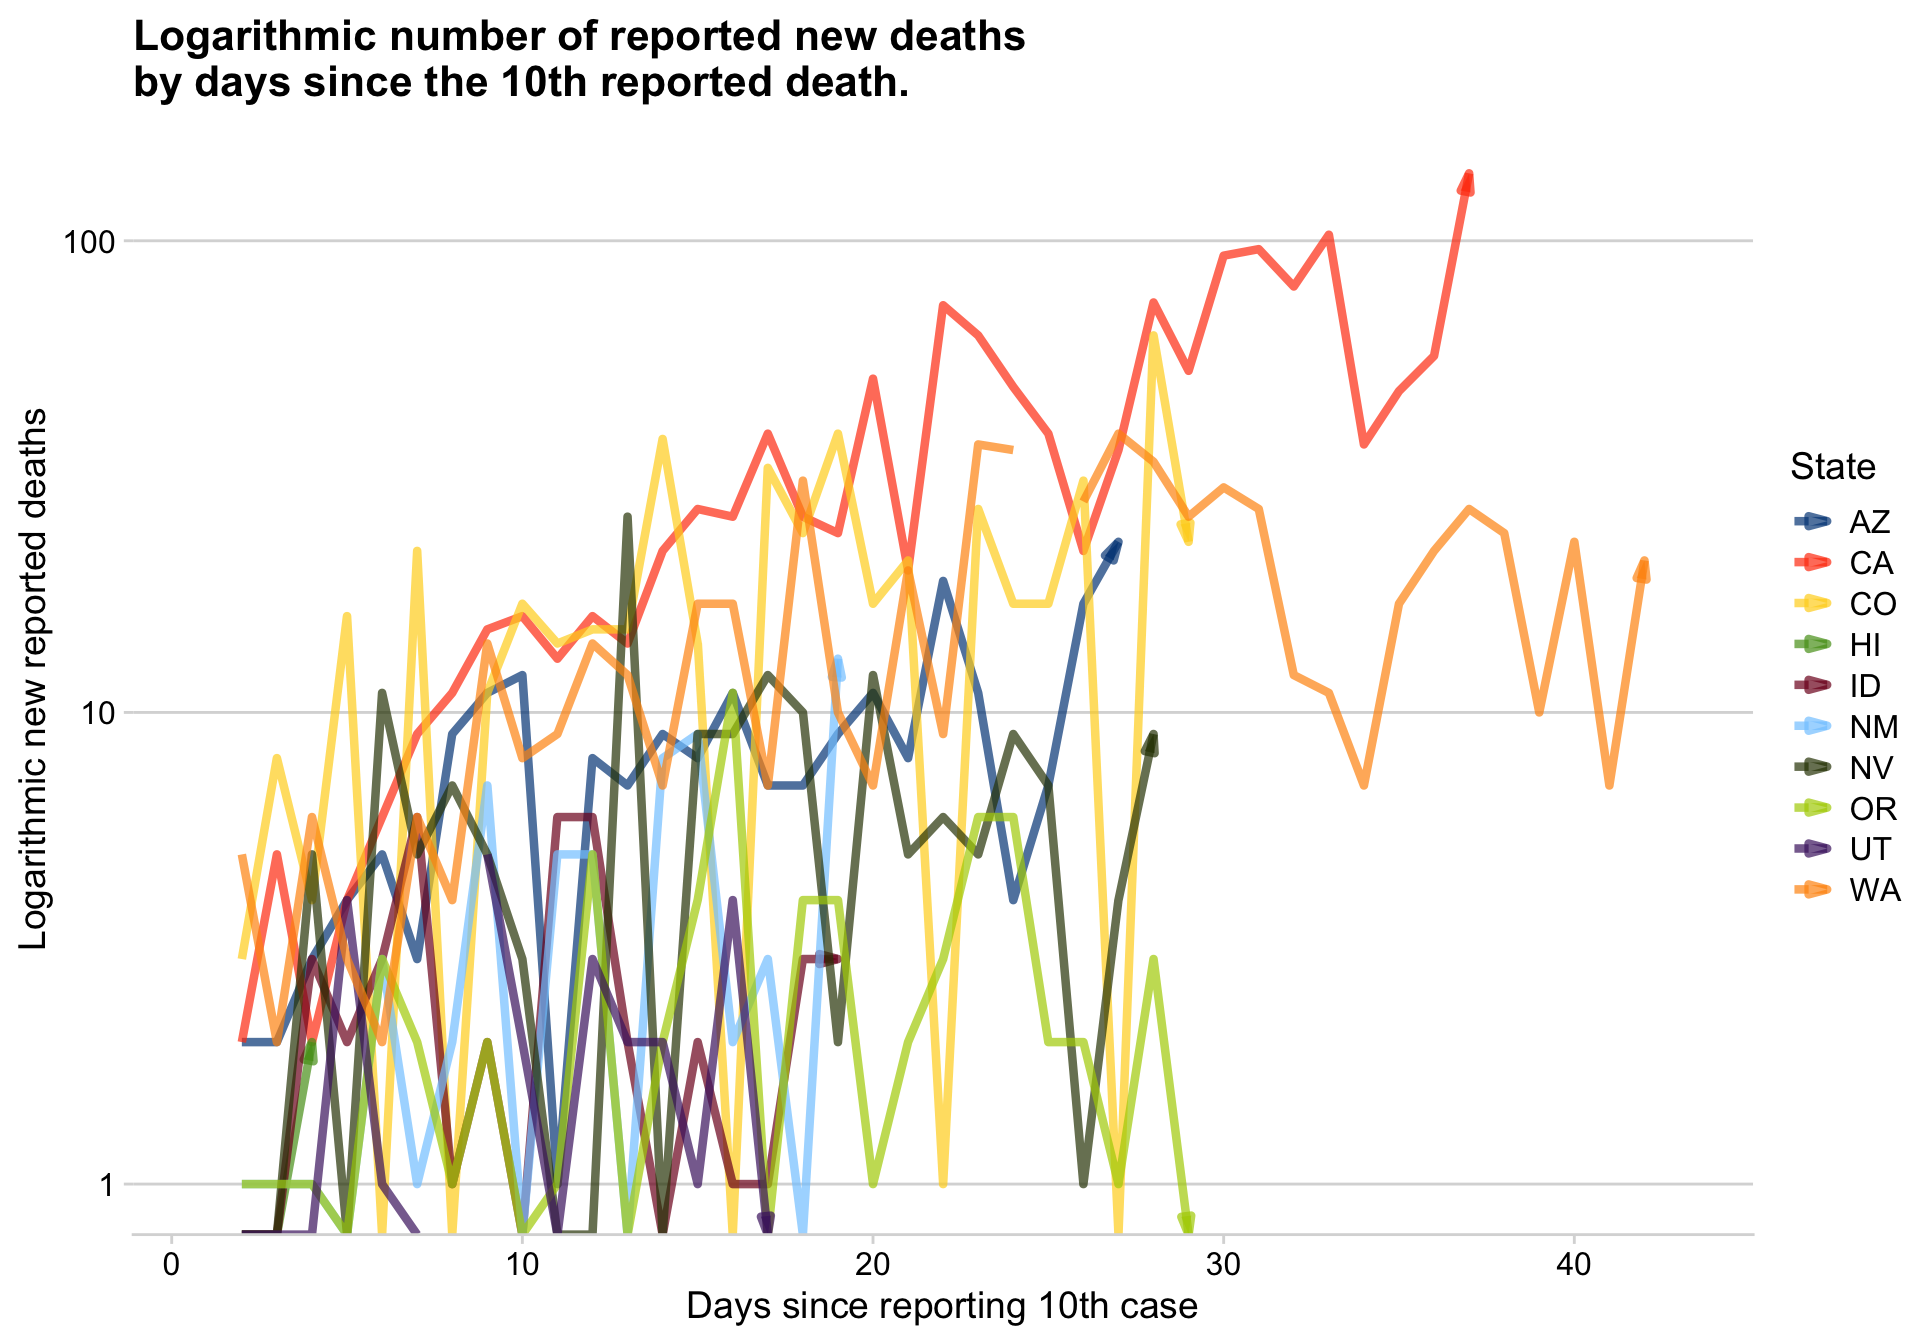 Logarithmic number of reported new deaths
by days since the 10th reported death.
Logarithmic new reported deaths
100
10
1
0
10
20
30
40
Days since reporting 10th case
State
AZ
CA
CO
HI
ID
NM
NV
OR
UT
WA